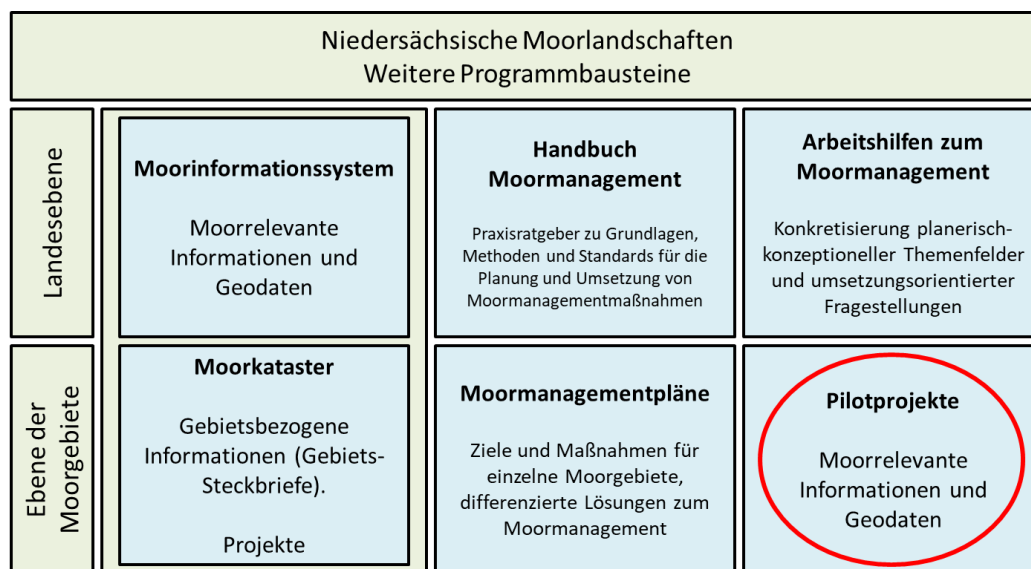 Niedersächsische Moorlandschaften
Weitere Programmbausteine
Landesebene
Moorinformationssystem
Moorrelevante
Informationen und
Geodaten
Handbuch
Moormanagement
Praxisratgeber zu Grundlagen,
Methoden und Standards für die
Planung und Umsetzung von
Moormanagementmaßnahmen
Arbeitshilfen zum
Moormanagement
Konkretisierung planerisch-
konzeptioneller Themenfelder
und umsetzungsorientierter
Fragestellungen
Ebene der
Moorgebiete
Moorkataster
Gebietsbezogene
Informationen (Gebiets-
Steckbriefe).
Projekte
Moormanagementpläne
Ziele und Maßnahmen für
einzelne Moorgebiete,
differenzierte Lösungen zum
Moormanagement
Pilotprojekte
Moorrelevante
Informationen und
Geodaten